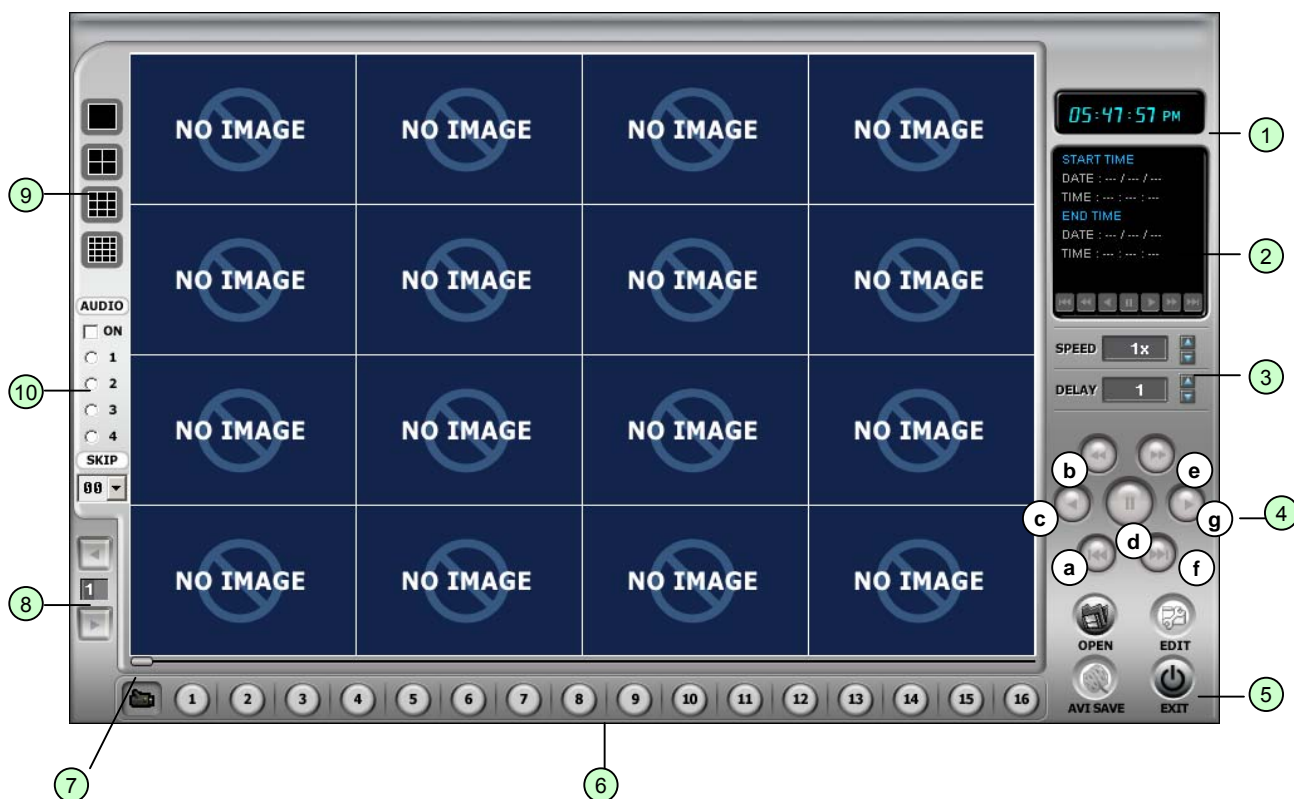 NO IMAGE NO IMAGE NO IMAGE NO IMAGE
NO IMAGE NO IMAGE NO IMAGE NO IMAGE
NO IMAGE NO IMAGE NO IMAGE NO IMAGE
NO IMAGE NO IMAGE NO IMAGE NO IMAGE
9
AUDIO
ON
1
2
3
4
10
SKIP
00
1
8
05:47:57 PM
1
START TIME
DATE : --- / --- / ---
TIME : --- : --- : ---
END TIME
DATE : --- / --- / ---
TIME : --- : --- : ---
2
SPEED 1x
DELAY 1
3
b e
c d g
4
a f
OPEN EDIT
AVI SAVE EXIT
5
1 2 3 4 5 6 7 8 9 10 11 12 13 14 15 16
7
6